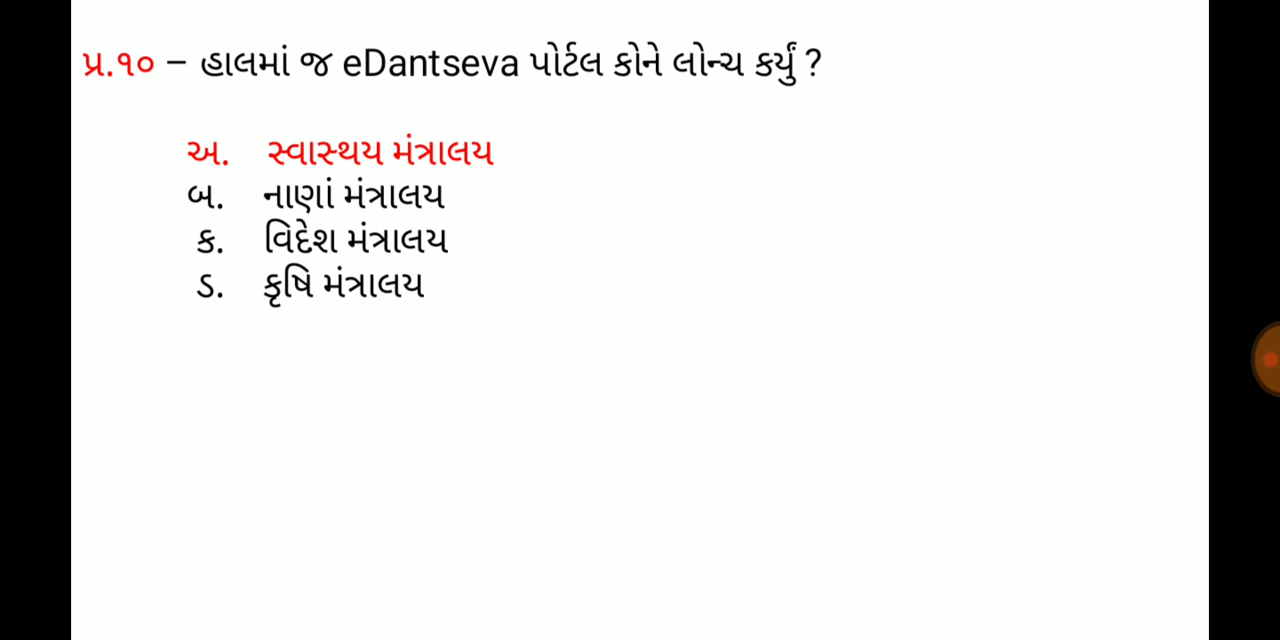 પ્ર.૧૦ – હાલમાં જ eDantseva પોર્ટલ કોને લોન્ચ કર્યું ?
અ. સ્વાસ્થય મંત્રાલય
બ. નાણાં મંત્રાલય
ક. વિદેશ મંત્રાલય
ડ. કૃષિ મંત્રાલય